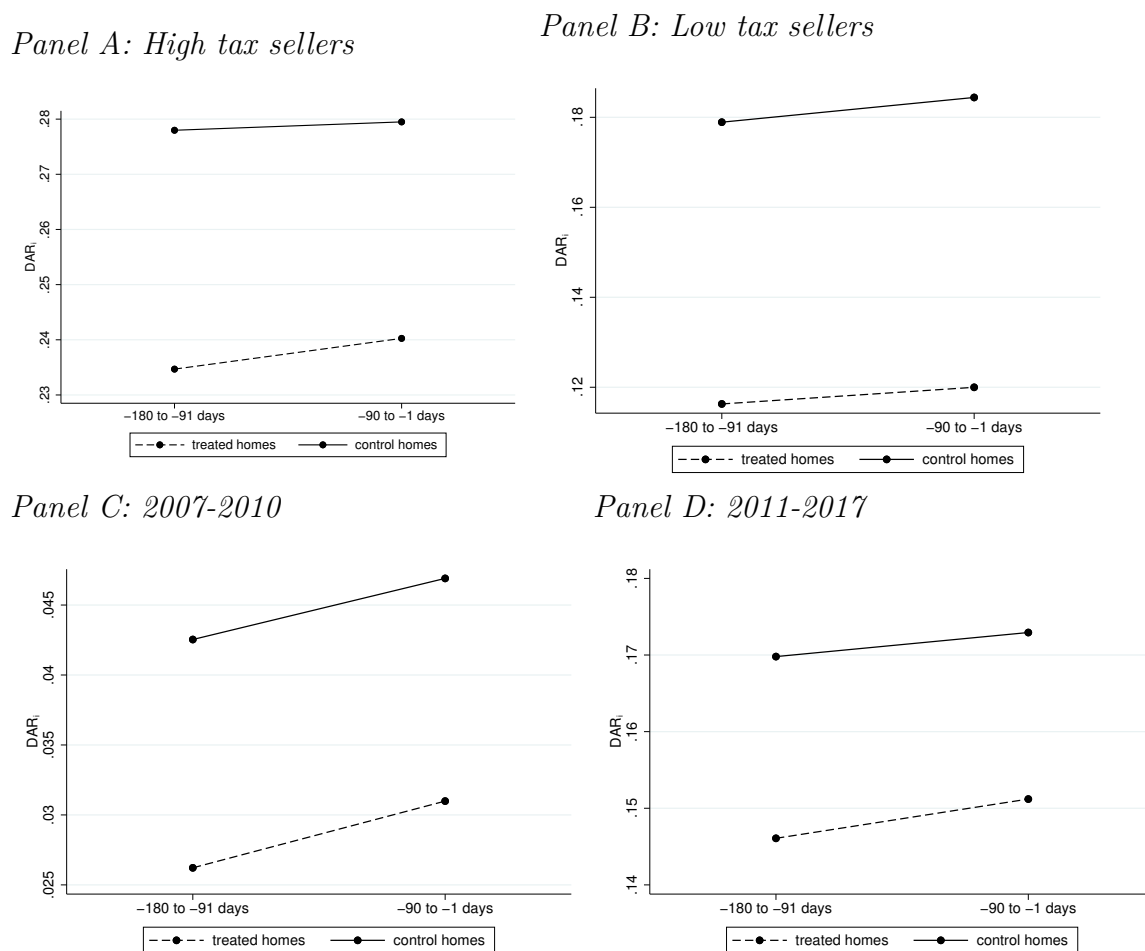 Panel A: High tax sellers
.28
.27
.26
.25
.24
.23
DARᵢ
−180 to −91 days
−90 to −1 days
treated homes
control homes
Panel B: Low tax sellers
.18
.16
.14
.12
DARᵢ
−180 to −91 days
−90 to −1 days
treated homes
control homes
Panel C: 2007-2010
.045
.04
.035
.03
.025
DARᵢ
−180 to −91 days
−90 to −1 days
treated homes
control homes
Panel D: 2011-2017
.18
.17
.16
.15
.14
DARᵢ
−180 to −91 days
−90 to −1 days
treated homes
control homes